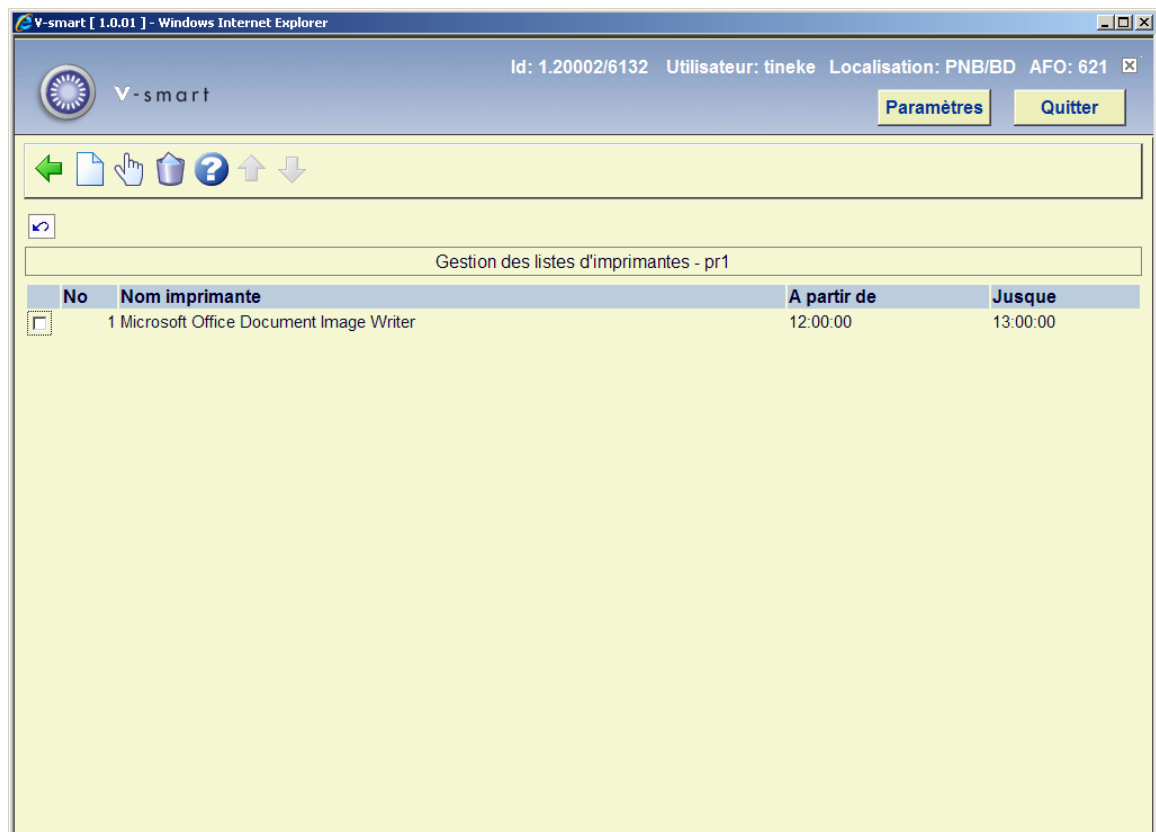 V-smart [ 1.0.01 ] - Windows Internet Explorer
Id: 1.20002/6132 Utilisateur: tineke Localisation: PNB/BD AFO: 621
V-smart
Paramètres Quitter
Gestion des listes d'imprimantes - pr1
No Nom imprimante A partir de Jusque
1 Microsoft Office Document Image Writer 12:00:00 13:00:00